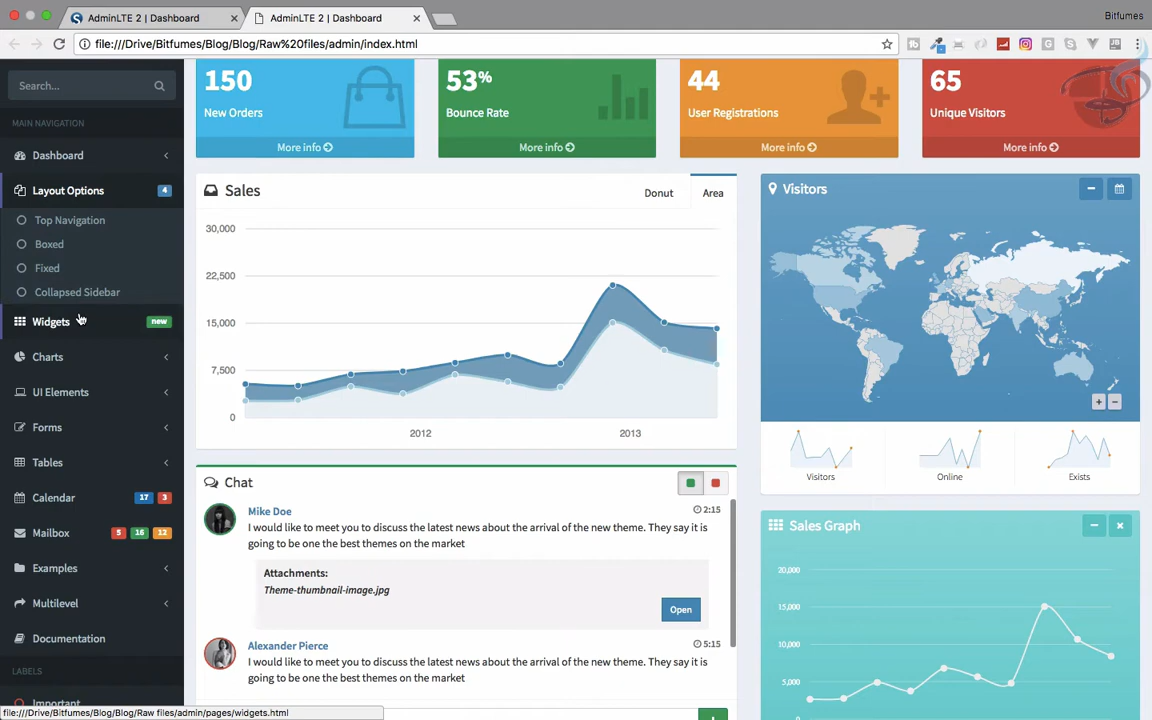 AdminLTE 2 | Dashboard
AdminLTE 2 | Dashboard
Bitfumes
file:///Drive/Bitfumes/Blog/Blog/Raw%20files/admin/index.html
Search...
MAIN NAVIGATION
Dashboard
Layout Options 4
Top Navigation
Boxed
Fixed
Collapsed Sidebar
Widgets new
Charts
UI Elements
Forms
Tables
Calendar 17 3
Mailbox 5 16 12
Examples
Multilevel
Documentation
LABELS
Important
150
New Orders
More info
53%
Bounce Rate
More info
44
User Registrations
More info
65
Unique Visitors
More info
Sales
Donut
Area
30,000
22,500
15,000
7,500
0
2012
2013
Visitors
Visitors
Online
Exists
Chat
Mike Doe
2:15
I would like to meet you to discuss the latest news about the arrival of the new theme. They say it is
going to be one the best themes on the market
Attachments:
Theme-thumbnail-image.jpg
Open
Alexander Pierce
5:15
I would like to meet you to discuss the latest news about the arrival of the new theme. They say it is
going to be one the best themes on the market
Sales Graph
20,000
15,000
10,000
5,000
file:///Drive/Bitfumes/Blog/Blog/Raw files/admin/pages/widgets.html